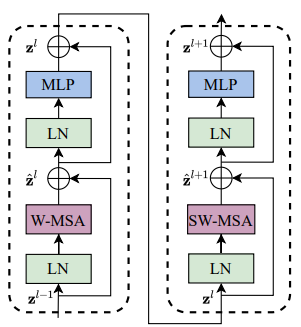 z^l
MLP
LN
ẑ^l
W-MSA
LN
z^{l-1}
z^{l+1}
MLP
LN
ẑ^{l+1}
SW-MSA
LN
z^l